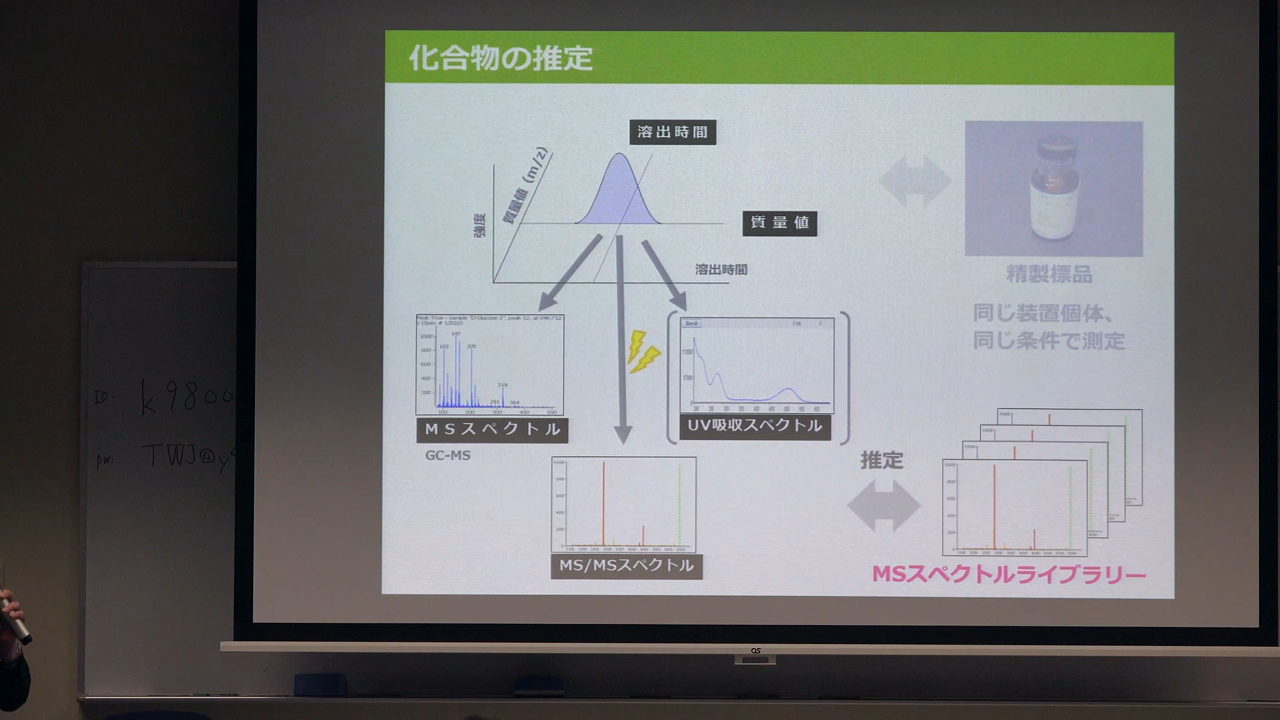 化合物の推定
溶出時間
質量値 (m/z)
強度
質量値
溶出時間
精製標品
同じ装置個体、
同じ条件で測定
MSスペクトル
GC-MS
UV吸収スペクトル
MS/MSスペクトル
推定
MSスペクトルライブラリー
ID:
k9800
pw:
TWJ@y